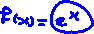 f(x) = e^x